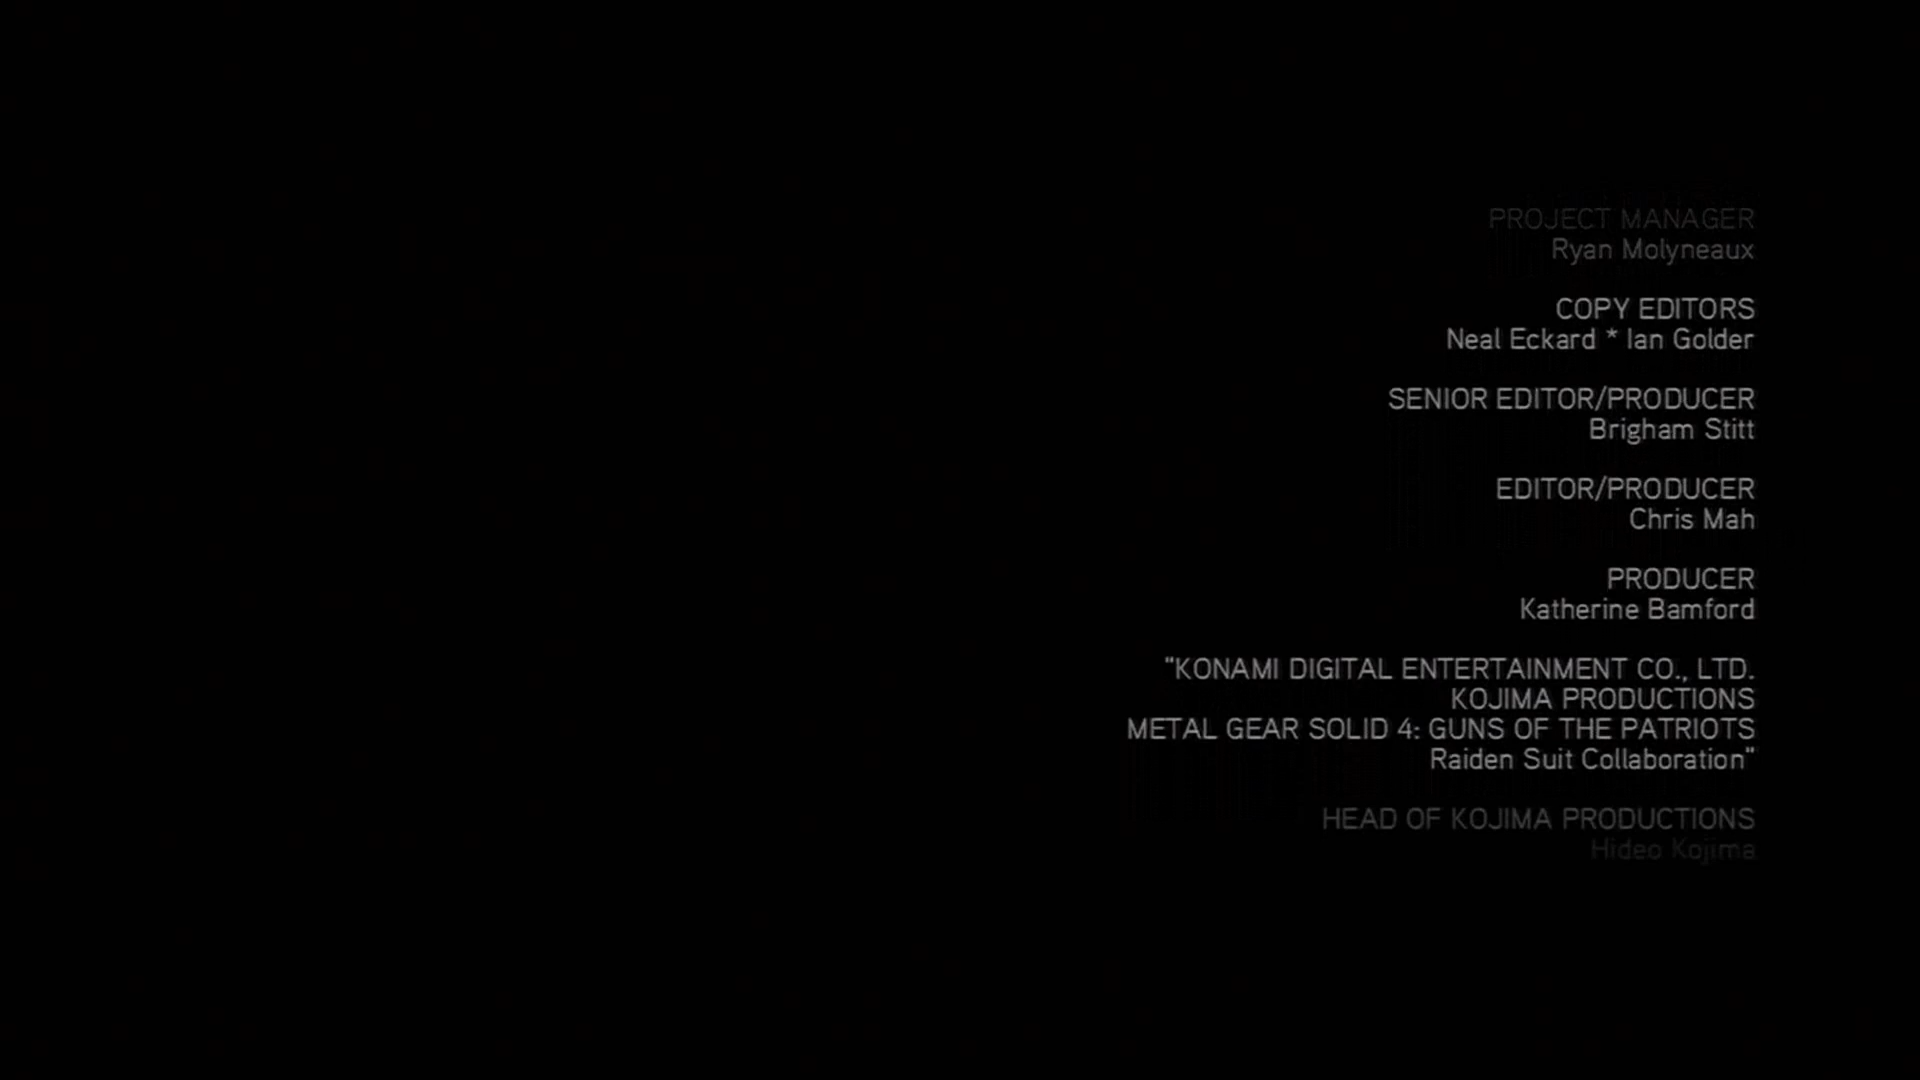 PROJECT MANAGER
Ryan Molyneaux
COPY EDITORS
Neal Eckard * Ian Golder
SENIOR EDITOR/PRODUCER
Brigham Stitt
EDITOR/PRODUCER
Chris Mah
PRODUCER
Katherine Bamford
"KONAMI DIGITAL ENTERTAINMENT CO., LTD.
KOJIMA PRODUCTIONS
METAL GEAR SOLID 4: GUNS OF THE PATRIOTS
Raiden Suit Collaboration"
HEAD OF KOJIMA PRODUCTIONS
Hideo Kojima